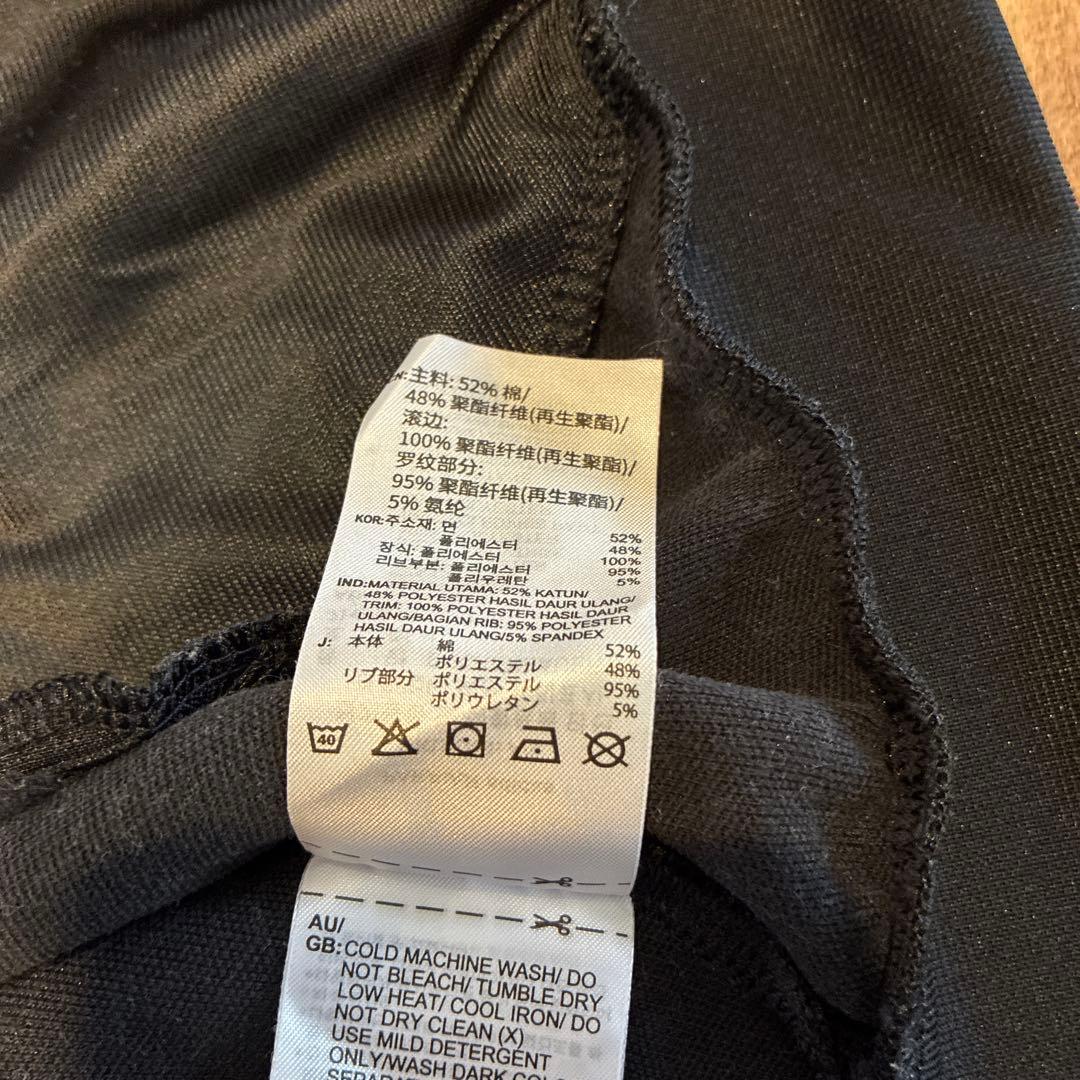 主料: 52% 棉/
48% 聚酯纤维(再生聚酯)/
滚边:
100% 聚酯纤维(再生聚酯)/
罗纹部分:
95% 聚酯纤维(再生聚酯)/
5% 氨纶
KOR:주소재: 면 52%
폴리에스터 48%
장식: 폴리에스터 100%
리브부분: 폴리에스터 95%
폴리우레탄 5%
IND:MATERIAL UTAMA: 52% KATUN/
48% POLYESTER HASIL DAUR ULANG/
TRIM: 100% POLYESTER HASIL DAUR
ULANG/BAGIAN RIB: 95% POLYESTER
HASIL DAUR ULANG/5% SPANDEX
J: 本体 綿 52%
ポリエステル 48%
リブ部分 ポリエステル 95%
ポリウレタン 5%
40
AU/
GB:COLD MACHINE WASH/ DO
NOT BLEACH/ TUMBLE DRY
LOW HEAT/ COOL IRON/ DO
NOT DRY CLEAN (X)
USE MILD DETERGENT
ONLY/WASH DARK